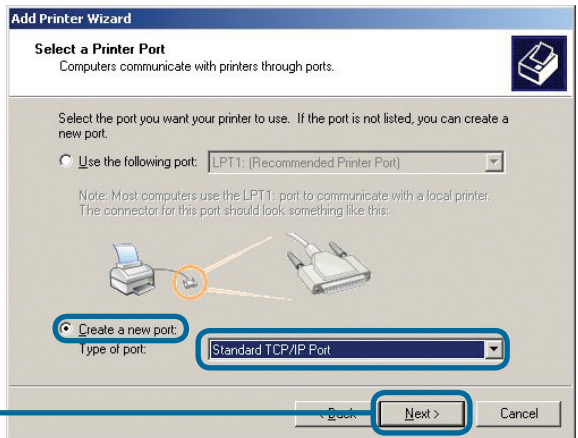 Add Printer Wizard
Select a Printer Port
Computers communicate with printers through ports.
Select the port you want your printer to use. If the port is not listed, you can create a
new port.
Use the following port: LPT1: (Recommended Printer Port)
Note: Most computers use the LPT1: port to communicate with a local printer.
The connector for this port should look something like this:
Create a new port:
Type of port: Standard TCP/IP Port
< Back Next > Cancel